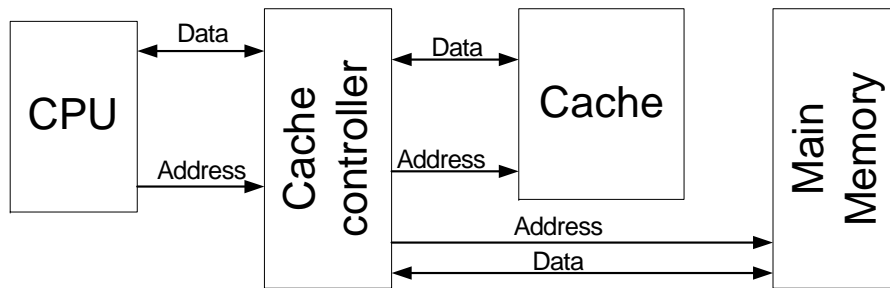 CPU
Data
Address
Cache
controller
Data
Address
Cache
Address
Data
Main
Memory